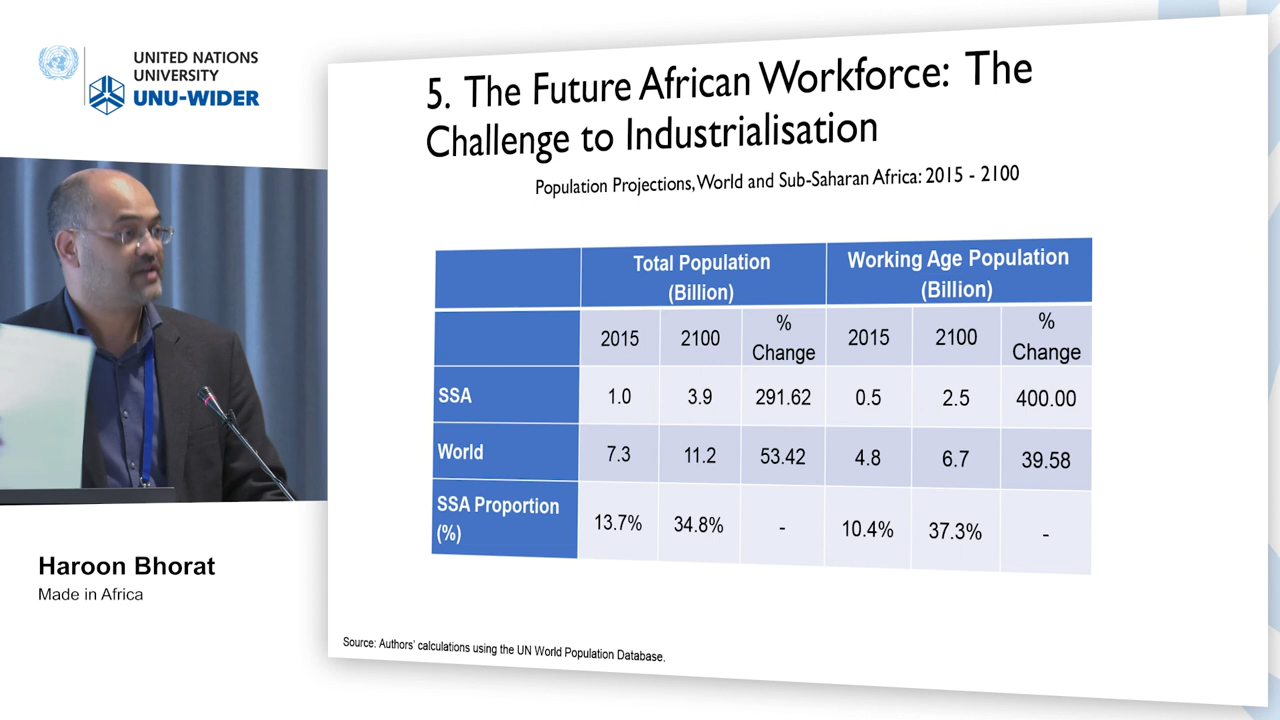 UNITED NATIONS
UNIVERSITY
UNU-WIDER
5. The Future African Workforce: The
Challenge to Industrialisation
Population Projections, World and Sub-Saharan Africa: 2015 - 2100
Total Population
(Billion)
Working Age Population
(Billion)
2015 2100 % Change 2015 2100 % Change
SSA 1.0 3.9 291.62 0.5 2.5 400.00
World 7.3 11.2 53.42 4.8 6.7 39.58
SSA Proportion
(%) 13.7% 34.8% - 10.4% 37.3% -
Haroon Bhorat
Made in Africa
Source: Authors' calculations using the UN World Population Database.